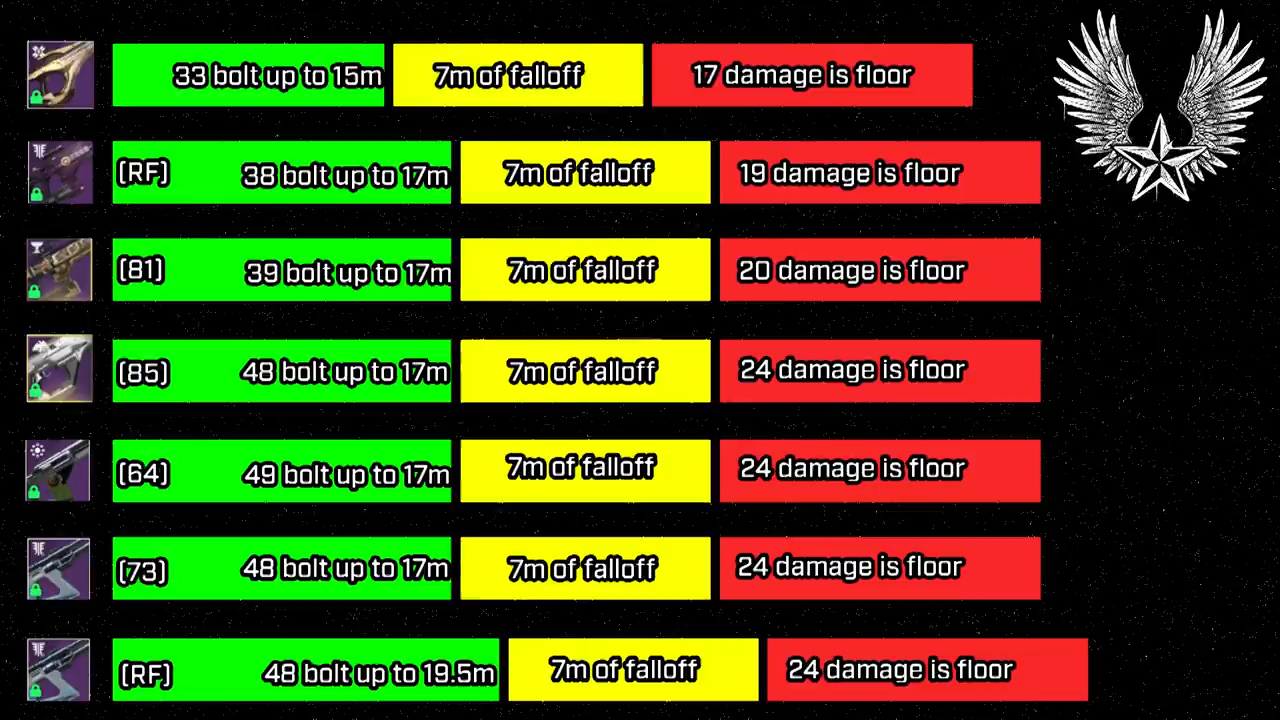 33 bolt up to 15m 7m of falloff 17 damage is floor
[RF] 38 bolt up to 17m 7m of falloff 19 damage is floor
[81] 39 bolt up to 17m 7m of falloff 20 damage is floor
[85] 48 bolt up to 17m 7m of falloff 24 damage is floor
[64] 49 bolt up to 17m 7m of falloff 24 damage is floor
[73] 48 bolt up to 17m 7m of falloff 24 damage is floor
[RF] 48 bolt up to 19.5m 7m of falloff 24 damage is floor